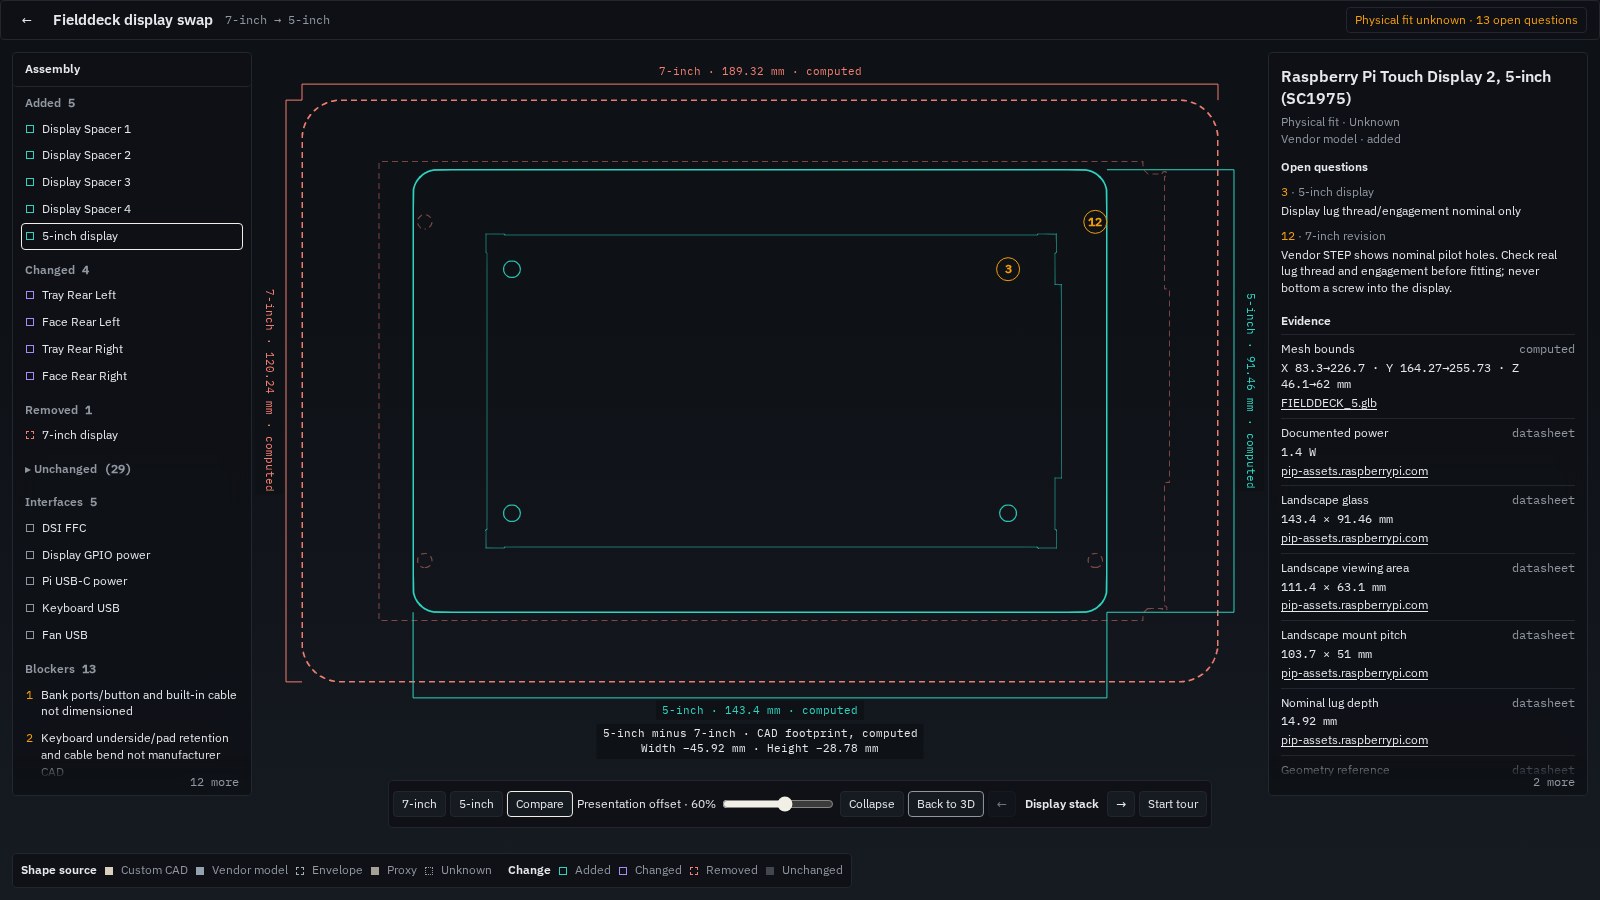 ← Fielddeck display swap 7-inch → 5-inch
Physical fit unknown · 13 open questions
Assembly
Added 5
Display Spacer 1
Display Spacer 2
Display Spacer 3
Display Spacer 4
5-inch display
Changed 4
Tray Rear Left
Face Rear Left
Tray Rear Right
Face Rear Right
Removed 1
7-inch display
▸ Unchanged (29)
Interfaces 5
DSI FFC
Display GPIO power
Pi USB-C power
Keyboard USB
Fan USB
Blockers 13
1 Bank ports/button and built-in cable
not dimensioned
2 Keyboard underside/pad retention
and cable bend not manufacturer
CAD
12 more
7-inch · 189.32 mm · computed
7-inch · 120.24 mm · computed
12
3
5-inch · 91.46 mm · computed
5-inch · 143.4 mm · computed
5-inch minus 7-inch · CAD footprint, computed
Width −45.92 mm · Height −28.78 mm
7-inch 5-inch Compare Presentation offset · 60% Collapse Back to 3D ← Display stack → Start tour
Raspberry Pi Touch Display 2, 5-inch
(SC1975)
Physical fit · Unknown
Vendor model · added
Open questions
3 · 5-inch display
Display lug thread/engagement nominal only
12 · 7-inch revision
Vendor STEP shows nominal pilot holes. Check real
lug thread and engagement before fitting; never
bottom a screw into the display.
Evidence
Mesh bounds computed
X 83.3→226.7 · Y 164.27→255.73 · Z
46.1→62 mm
FIELDDECK_5.glb
Documented power datasheet
1.4 W
pip-assets.raspberrypi.com
Landscape glass datasheet
143.4 × 91.46 mm
pip-assets.raspberrypi.com
Landscape viewing area datasheet
111.4 × 63.1 mm
pip-assets.raspberrypi.com
Landscape mount pitch datasheet
103.7 × 51 mm
pip-assets.raspberrypi.com
Nominal lug depth datasheet
14.92 mm
pip-assets.raspberrypi.com
Geometry reference datasheet
2 more
Shape source Custom CAD Vendor model Envelope Proxy Unknown Change Added Changed Removed Unchanged